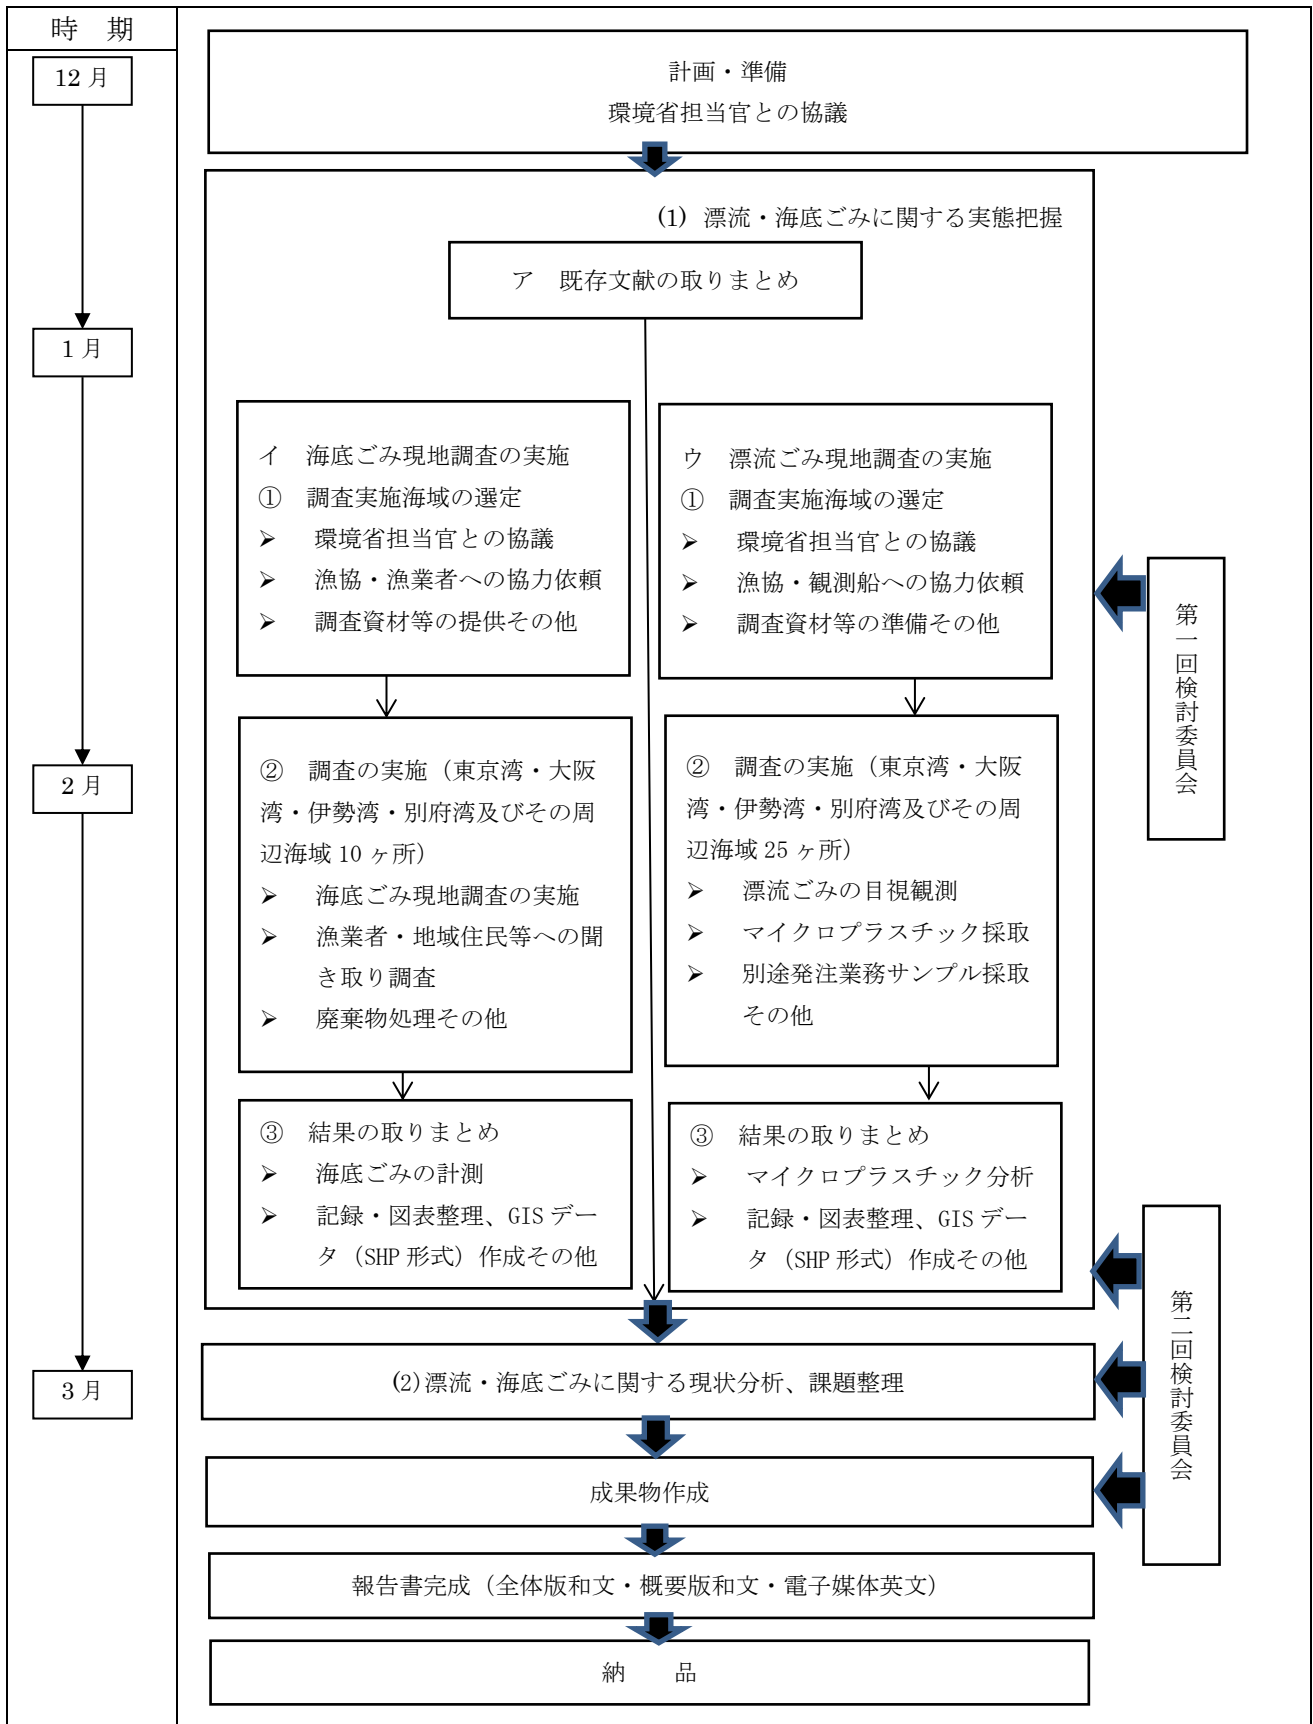 時　期
12 月
1 月
2 月
3 月
計画・準備
環境省担当官との協議
(1) 漂流・海底ごみに関する実態把握
ア　既存文献の取りまとめ
イ　海底ごみ現地調査の実施
①　調査実施海域の選定
➢　環境省担当官との協議
➢　漁協・漁業者への協力依頼
➢　調査資材等の提供その他
ウ　漂流ごみ現地調査の実施
①　調査実施海域の選定
➢　環境省担当官との協議
➢　漁協・観測船への協力依頼
➢　調査資材等の準備その他
②　調査の実施（東京湾・大阪
湾・伊勢湾・別府湾及びその周
辺海域 10 ヶ所）
➢　海底ごみ現地調査の実施
➢　漁業者・地域住民等への聞
き取り調査
➢　廃棄物処理その他
②　調査の実施（東京湾・大阪
湾・伊勢湾・別府湾及びその周
辺海域 25 ヶ所）
➢　漂流ごみの目視観測
➢　マイクロプラスチック採取
➢　別途発注業務サンプル採取
その他
③　結果の取りまとめ
➢　海底ごみの計測
➢　記録・図表整理、GIS デー
タ（SHP 形式）作成その他
③　結果の取りまとめ
➢　マイクロプラスチック分析
➢　記録・図表整理、GIS デー
タ（SHP 形式）作成その他
第一回検討委員会
(2)漂流・海底ごみに関する現状分析、課題整理
成果物作成
第二回検討委員会
報告書完成（全体版和文・概要版和文・電子媒体英文）
納　　品